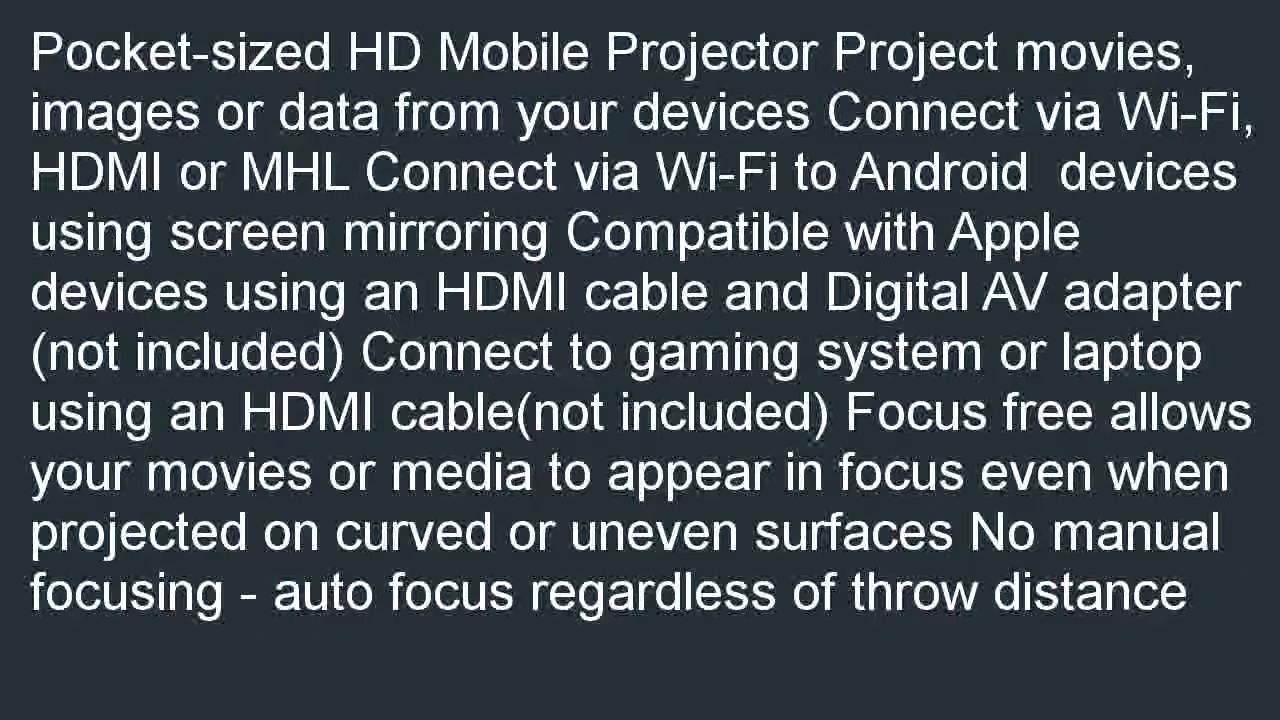 Pocket-sized HD Mobile Projector Project movies,
images or data from your devices Connect via Wi-Fi,
HDMI or MHL Connect via Wi-Fi to Android  devices
using screen mirroring Compatible with Apple
devices using an HDMI cable and Digital AV adapter
(not included) Connect to gaming system or laptop
using an HDMI cable(not included) Focus free allows
your movies or media to appear in focus even when
projected on curved or uneven surfaces No manual
focusing - auto focus regardless of throw distance